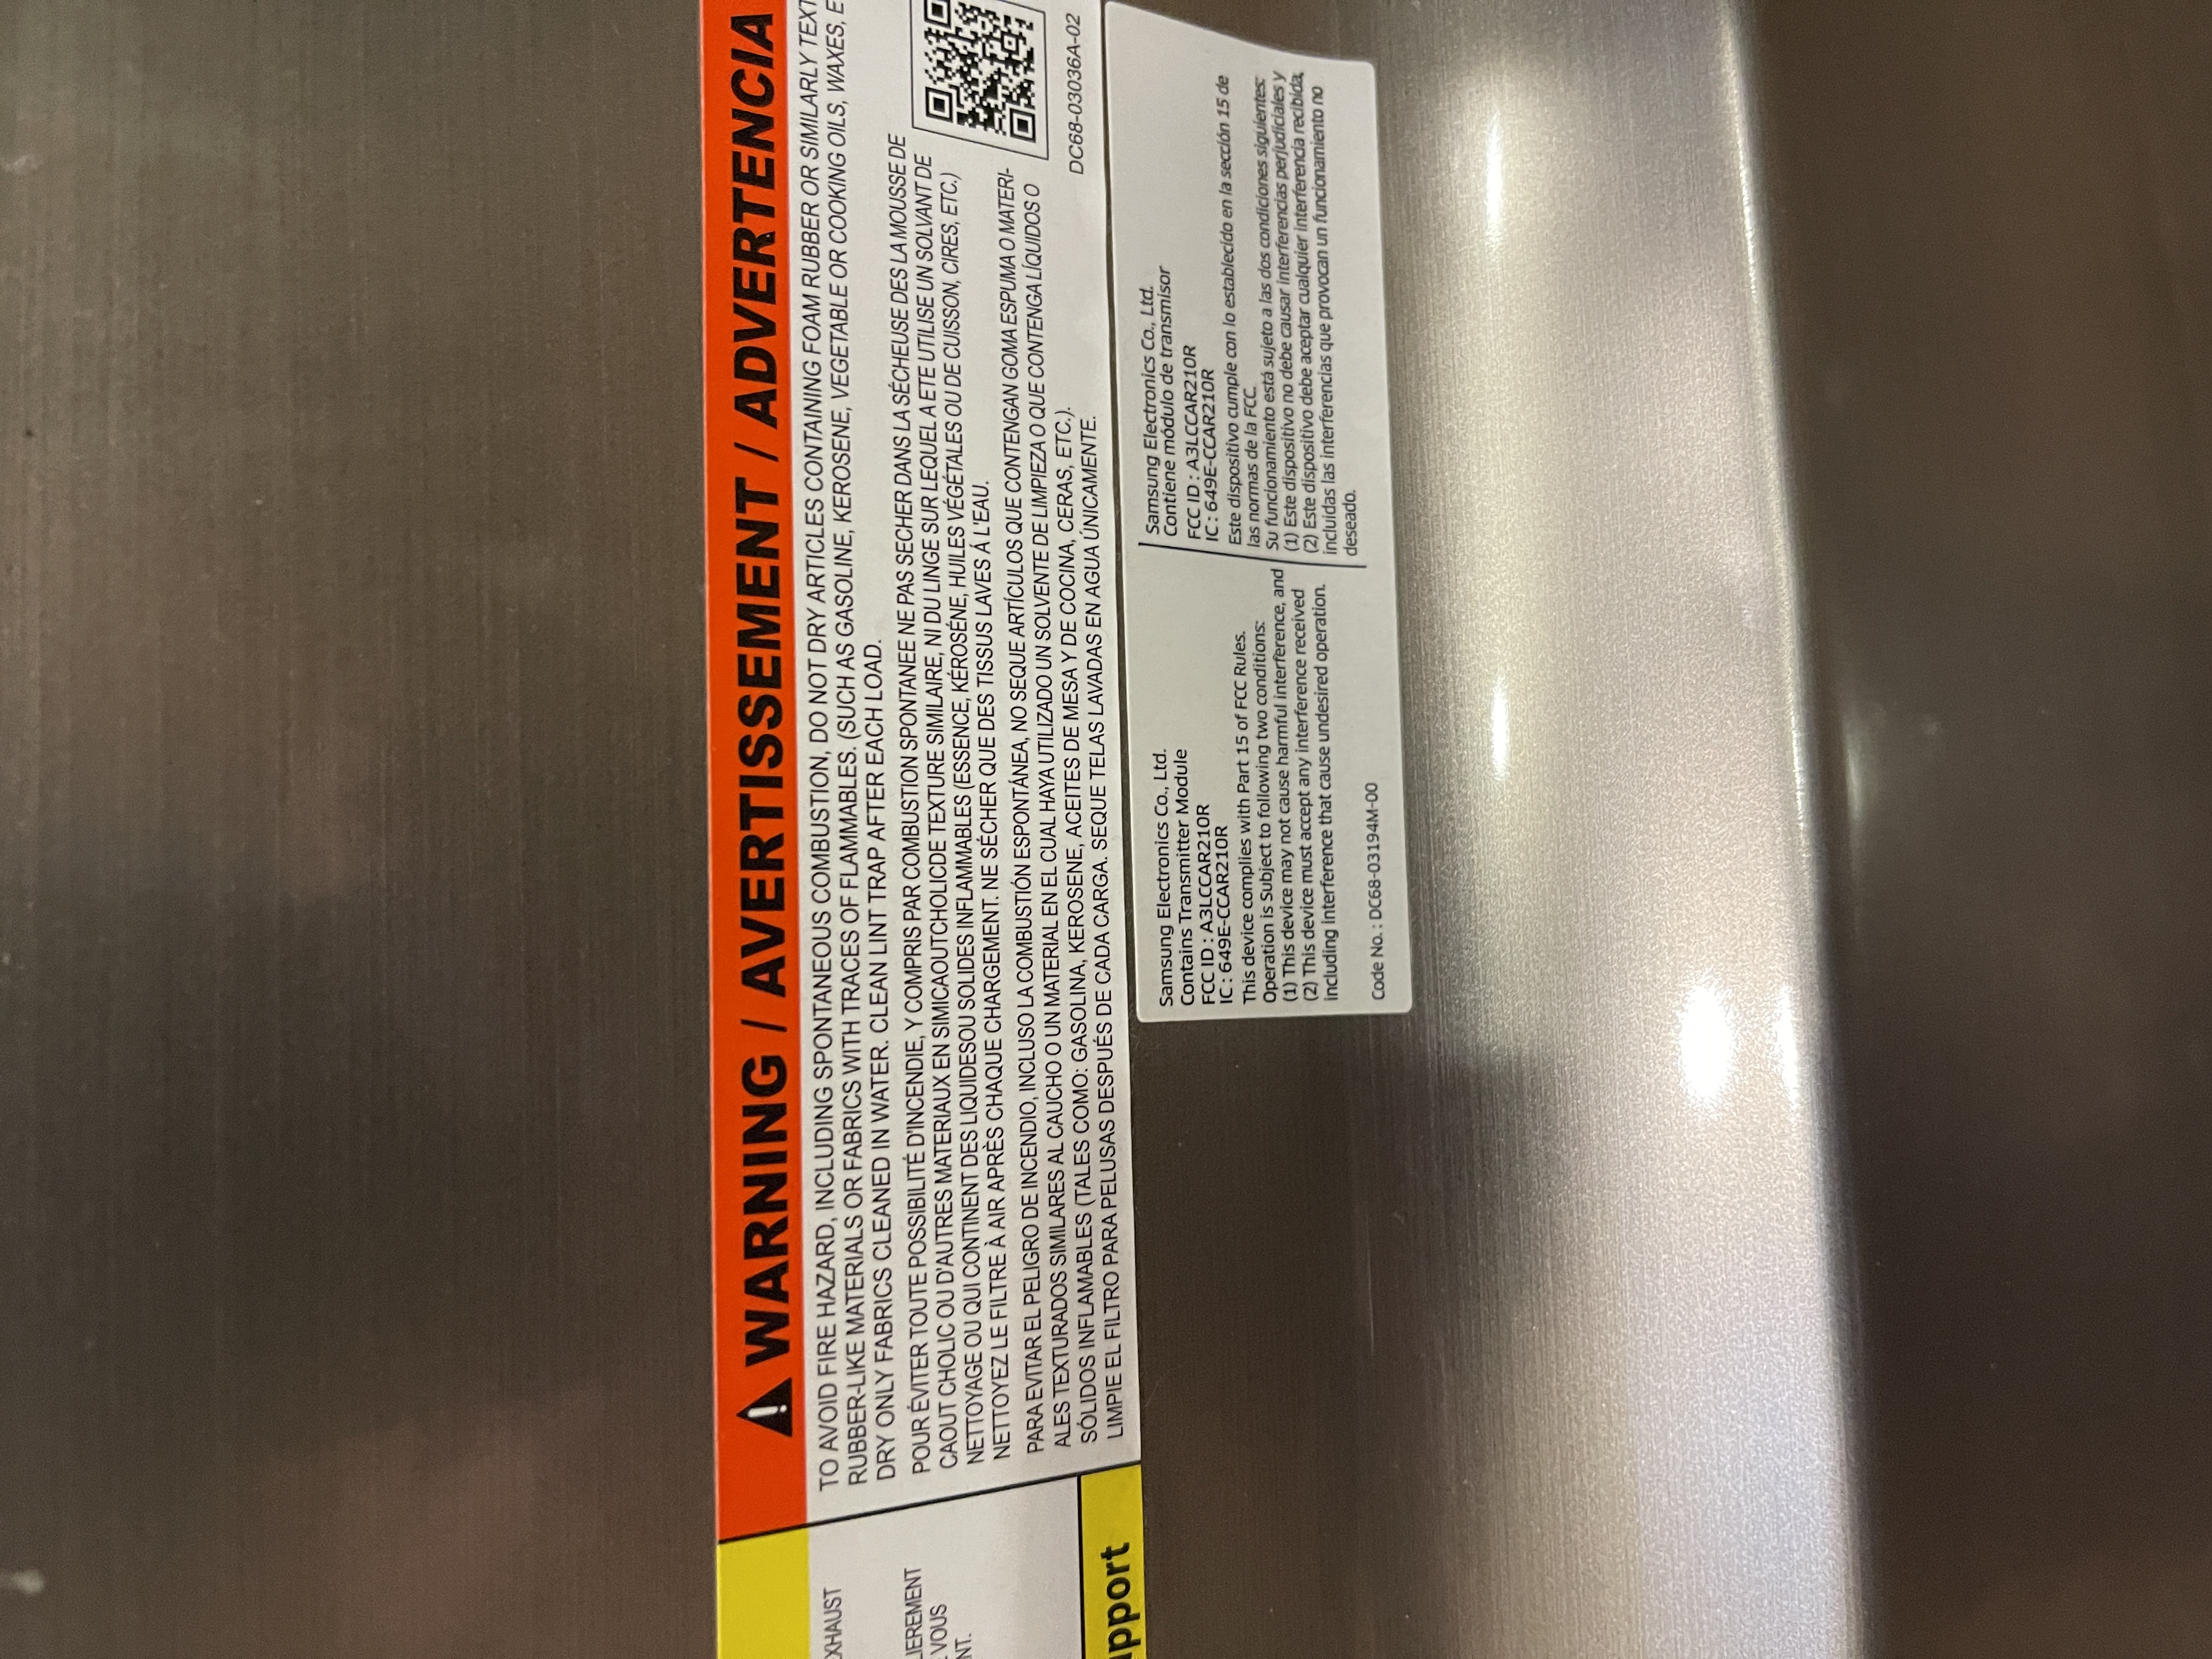 WARNING / AVERTISSEMENT / ADVERTENCIA
TO AVOID FIRE HAZARD, INCLUDING SPONTANEOUS COMBUSTION, DO NOT DRY ARTICLES CONTAINING FOAM RUBBER OR SIMILARLY
RUBBER-LIKE MATERIALS OR FABRICS WITH TRACES OF FLAMMABLES. (SUCH AS GASOLINE, KEROSENE, VEGETABLE OR COOKING OILS, WAXES,
DRY ONLY FABRICS CLEANED IN WATER. CLEAN LINT TRAP AFTER EACH LOAD.
POUR ÉVITER TOUTE POSSIBILITÉ D'INCENDIE, Y COMPRIS PAR COMBUSTION SPONTANEE NE PAS SECHER DANS LA SÉCHEUSE DES LA MOUSSE DE
CAOUT CHOLIC OU D'AUTRES MATERIAUX EN SIMICAOUTCHOLICDE TEXTURE SIMILAIRE, NI DU LINGE SUR LEQUEL A ETE UTILISE UN SOLVANT DE
NETTOYAGE OU QUI CONTINENT DES LIQUIDESOU SOLIDES INFLAMMABLES (ESSENCE, KÉROSÉNE, HUILES VÉGÉTALES OU DE CUISSON, CIRES, ETC.)
NETTOYEZ LE FILTRE À AIR APRÈS CHAQUE CHARGEMENT. NE SÉCHER QUE DES TISSUS LAVES Á L'EAU.
PARA EVITAR EL PELIGRO DE INCENDIO, INCLUSO LA COMBUSTIÓN ESPONTÁNEA, NO SEQUE ARTÍCULOS QUE CONTENGAN GOMA ESPUMA O MATERI-
ALES TEXTURADOS SIMILARES AL CAUCHO O UN MATERIAL EN EL CUAL HAYA UTILIZADO UN SOLVENTE DE LIMPIEZA O QUE CONTENGA LÍQUIDOS O
SÓLIDOS INFLAMABLES (TALES COMO: GASOLINA, KEROSENE, ACEITES DE MESA Y DE COCINA, CERAS, ETC.).
LIMPIE EL FILTRO PARA PELUSAS DESPUÉS DE CADA CARGA. SEQUE TELAS LAVADAS EN AGUA ÚNICAMENTE.
DC68-03036A-02
Samsung Electronics Co., Ltd.
Contains Transmitter Module
FCC ID : A3LCCAR210R
IC : 649E-CCAR210R
This device complies with Part 15 of FCC Rules.
Operation is Subject to following two conditions:
(1) This device may not cause harmful interference, and
(2) This device must accept any interference received
including interference that cause undesired operation.
Code No. : DC68-03194M-00
Samsung Electronics Co., Ltd.
Contiene módulo de transmisor
FCC ID : A3LCCAR210R
IC : 649E-CCAR210R
Este dispositivo cumple con lo establecido en la sección 15 de
las normas de la FCC.
Su funcionamiento está sujeto a las dos condiciones siguientes:
(1) Este dispositivo no debe causar interferencias perjudiciales y
(2) Este dispositivo debe aceptar cualquier interferencia recibida,
incluidas las interferencias que provocan un funcionamiento no
deseado.
VOUS